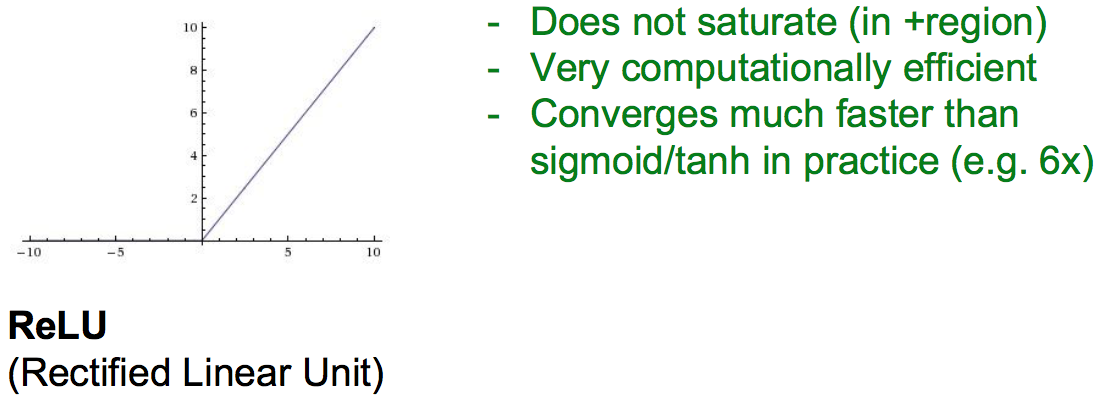 10
8
6
4
2
−10
−5
5
10
- Does not saturate (in +region)
- Very computationally efficient
- Converges much faster than
sigmoid/tanh in practice (e.g. 6x)
ReLU
(Rectified Linear Unit)